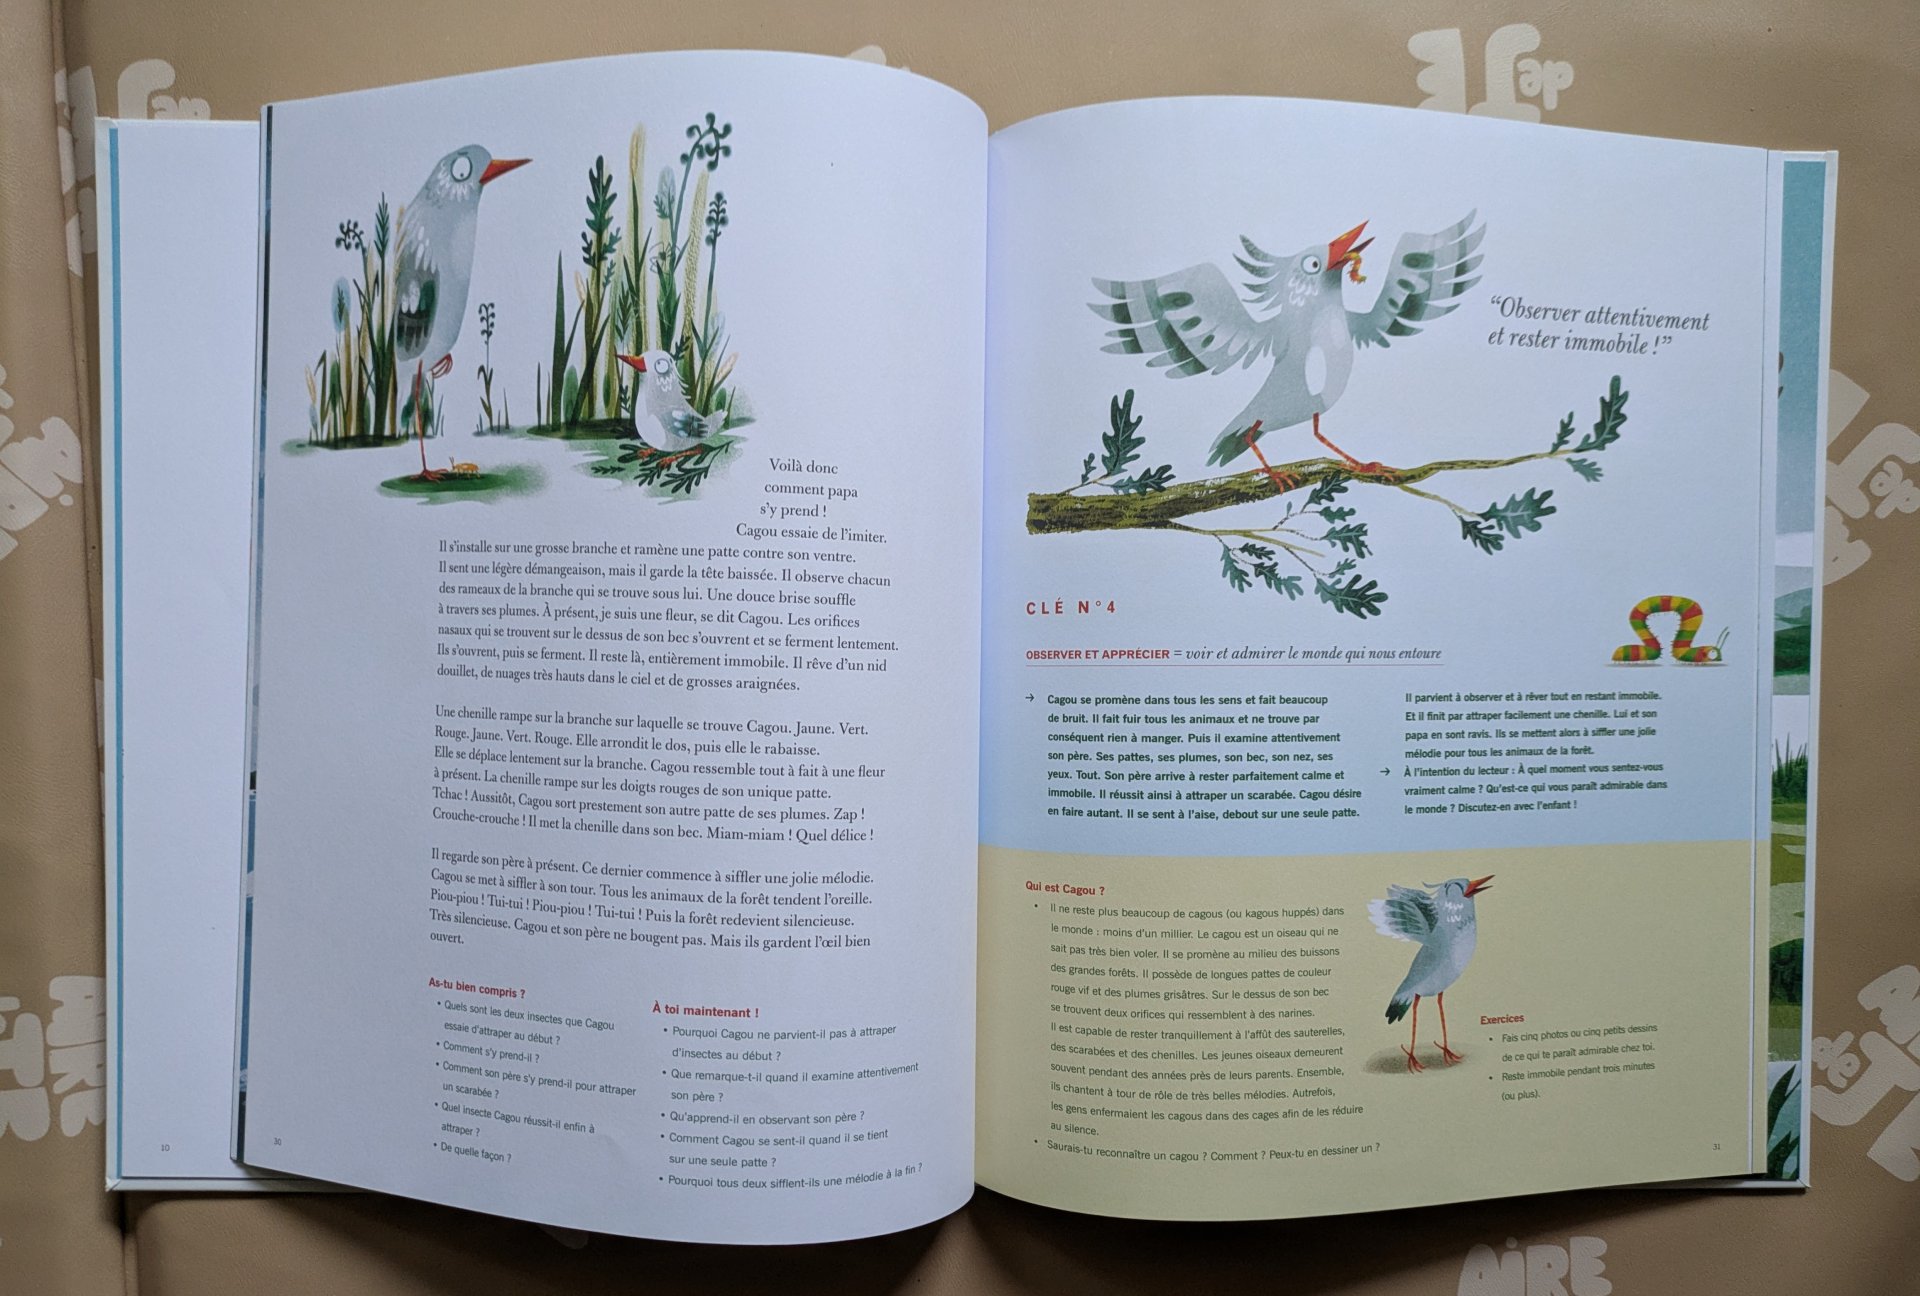 Voilà donc
comment papa
s'y prend !
Cagou essaie de l'imiter.
Il s'installe sur une grosse branche et ramène une patte contre son ventre.
Il sent une légère démangeaison, mais il garde la tête baissée. Il observe chacun
des rameaux de la branche qui se trouve sous lui. Une douce brise souffle
à travers ses plumes. À présent, je suis une fleur, se dit Cagou. Les orifices
nasaux qui se trouvent sur le dessus de son bec s'ouvrent et se ferment lentement.
Ils s'ouvrent, puis se ferment. Il reste là, entièrement immobile. Il rêve d'un nid
douillet, de nuages très hauts dans le ciel et de grosses araignées.
Une chenille rampe sur la branche sur laquelle se trouve Cagou. Jaune. Vert.
Rouge. Jaune. Vert. Rouge. Elle arrondit le dos, puis elle le rabaisse.
Elle se déplace lentement sur la branche. Cagou ressemble tout à fait à une fleur
à présent. La chenille rampe sur les doigts rouges de son unique patte.
Tchac ! Aussitôt, Cagou sort prestement son autre patte de ses plumes. Zap !
Crouche-crouche ! Il met la chenille dans son bec. Miam-miam ! Quel délice !
Il regarde son père à présent. Ce dernier commence à siffler une jolie mélodie.
Cagou se met à siffler à son tour. Tous les animaux de la forêt tendent l'oreille.
Piou-piou ! Tui-tui ! Piou-piou ! Tui-tui ! Puis la forêt redevient silencieuse.
Très silencieuse. Cagou et son père ne bougent pas. Mais ils gardent l'œil bien
ouvert.
As-tu bien compris ?
• Quels sont les deux insectes que Cagou
essaie d'attraper au début ?
• Comment s'y prend-il ?
• Comment son père s'y prend-il pour attraper
un scarabée ?
• Quel insecte Cagou réussit-il enfin à
attraper ?
• De quelle façon ?
À toi maintenant !
• Pourquoi Cagou ne parvient-il pas à attraper
d'insectes au début ?
• Que remarque-t-il quand il examine attentivement
son père ?
• Qu'apprend-il en observant son père ?
• Comment Cagou se sent-il quand il se tient
sur une seule patte ?
• Pourquoi tous deux sifflent-ils une mélodie à la fin ?
10
30
“Observer attentivement
et rester immobile !”
CLÉ N°4
OBSERVER ET APPRÉCIER = voir et admirer le monde qui nous entoure
→ Cagou se promène dans tous les sens et fait beaucoup
de bruit. Il fait fuir tous les animaux et ne trouve par
conséquent rien à manger. Puis il examine attentivement
son père. Ses pattes, ses plumes, son bec, son nez, ses
yeux. Tout. Son père arrive à rester parfaitement calme et
immobile. Il réussit ainsi à attraper un scarabée. Cagou désire
en faire autant. Il se sent à l'aise, debout sur une seule patte.
Il parvient à observer et à rêver tout en restant immobile.
Et il finit par attraper facilement une chenille. Lui et son
papa en sont ravis. Ils se mettent alors à siffler une jolie
mélodie pour tous les animaux de la forêt.
→ À l'intention du lecteur : À quel moment vous sentez-vous
vraiment calme ? Qu'est-ce qui vous paraît admirable dans
le monde ? Discutez-en avec l'enfant !
Qui est Cagou ?
• Il ne reste plus beaucoup de cagous (ou kagous huppés) dans
le monde : moins d'un millier. Le cagou est un oiseau qui ne
sait pas très bien voler. Il se promène au milieu des buissons
des grandes forêts. Il possède de longues pattes de couleur
rouge vif et des plumes grisâtres. Sur le dessus de son bec
se trouvent deux orifices qui ressemblent à des narines.
Il est capable de rester tranquillement à l'affût des sauterelles,
des scarabées et des chenilles. Les jeunes oiseaux demeurent
souvent pendant des années près de leurs parents. Ensemble,
ils chantent à tour de rôle de très belles mélodies. Autrefois,
les gens enfermaient les cagous dans des cages afin de les réduire
au silence.
• Saurais-tu reconnaître un cagou ? Comment ? Peux-tu en dessiner un ?
Exercices
• Fais cinq photos ou cinq petits dessins
de ce qui te paraît admirable chez toi.
• Reste immobile pendant trois minutes
(ou plus).
31
AIRE